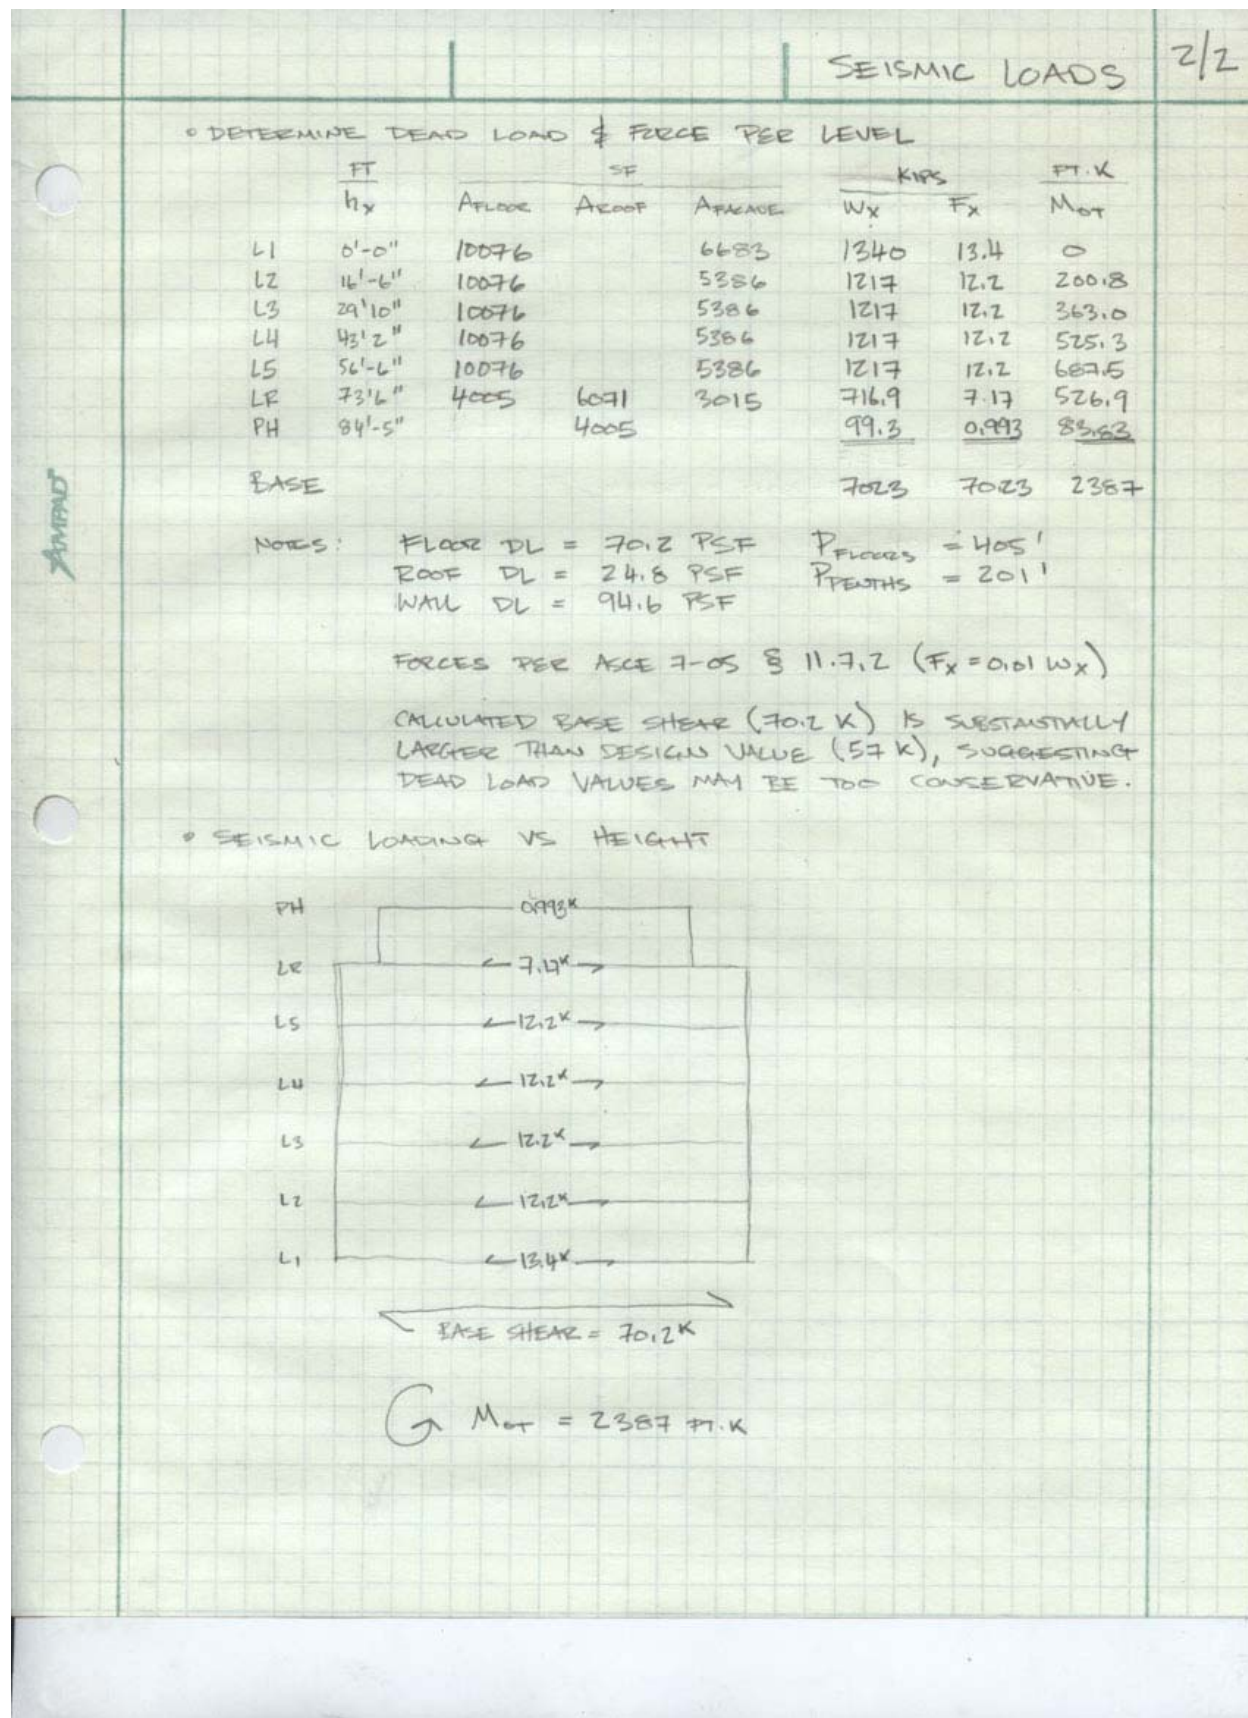 SEISMIC LOADS 2/2
• DETERMINE DEAD LOAD & FORCE PER LEVEL
FT SF KIPS FT.K
hx AFLOOR AROOF AFACADE Wx Fx MOT
L1 0'-0" 10076 6683 1340 13.4 0
L2 16'-6" 10076 5386 1217 12.2 200.8
L3 29'10" 10076 5386 1217 12.2 363.0
L4 43'2" 10076 5386 1217 12.2 525.3
L5 56'-6" 10076 5386 1217 12.2 687.5
LR 73'6" 4005 6071 3015 716.9 7.17 526.9
PH 84'-5" 4005 99.3 0.993 83.83
BASE 7023 70.23 2387
AMPAD
NOTES: FLOOR DL = 70.2 PSF PFLOORS = 405'
ROOF DL = 24.8 PSF PPENTHS = 201'
WALL DL = 94.6 PSF
FORCES PER ASCE 7-05 § 11.7.2 (Fx = 0.01 Wx)
CALCULATED BASE SHEAR (70.2 K) IS SUBSTANTIALLY
LARGER THAN DESIGN VALUE (57 K), SUGGESTING
DEAD LOAD VALUES MAY BE TOO CONSERVATIVE.
• SEISMIC LOADING VS HEIGHT
PH 0.993K
LR 7.17K
L5 12.2K
L4 12.2K
L3 12.2K
L2 12.2K
L1 13.4K
BASE SHEAR = 70.2K
MOT = 2387 FT.K